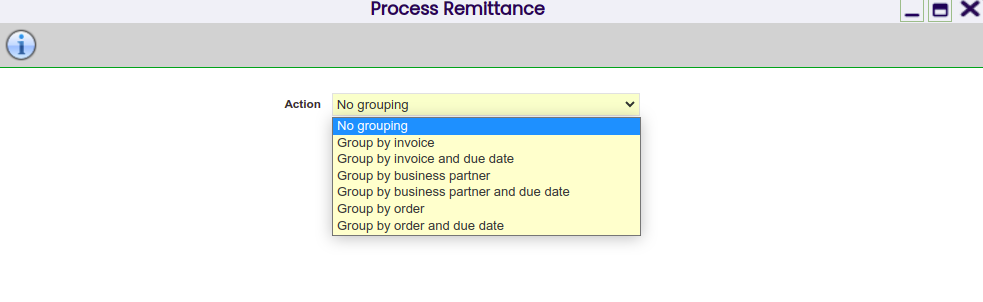 Process Remittance
Action
No grouping
No grouping
Group by invoice
Group by invoice and due date
Group by business partner
Group by business partner and due date
Group by order
Group by order and due date